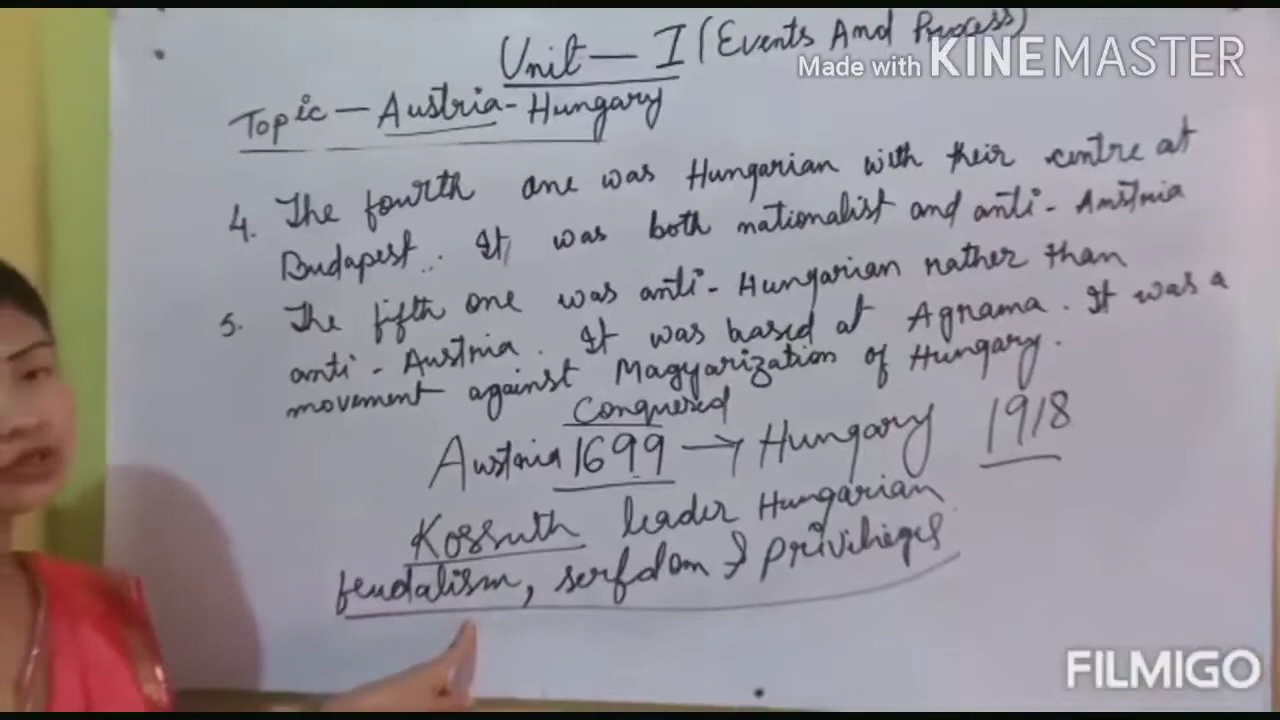 Unit - I (Events And Process)
Made with KINEMASTER
Topic - Austria - Hungary
4. The fourth one was Hungarian with their centre at
Budapest. It was both nationalist and anti - Austria
5. The fifth one was anti - Hungarian rather than
anti - Austria. It was based at Agrama. It was a
movement against Magyarization of Hungary.
Conquered
Austria 1699 → Hungary 1918
Kossuth leader Hungarian
feudalism, serfdom & privileges
FILMIGO